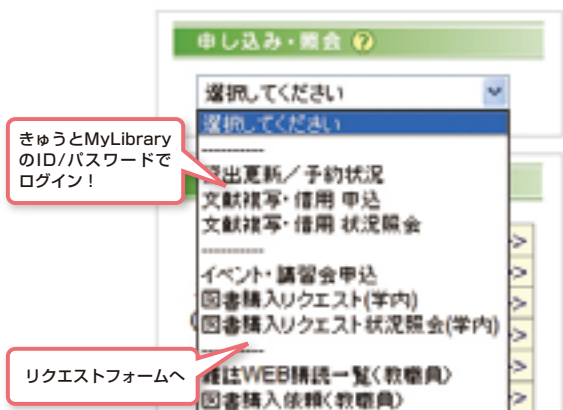 申し込み・照会 ?
選択してください
選択してください
----------
貸出更新／予約状況
文献複写・借用 申込
文献複写・借用 状況照会
----------
イベント・講習会申込
図書購入リクエスト(学内)
図書購入リクエスト状況照会(学内)
----------
雑誌WEB購読一覧〈教職員〉
図書購入依頼〈教職員〉
きゅうとMyLibrary
のID/パスワードで
ログイン！
リクエストフォームへ
>
>
>
>
>
>